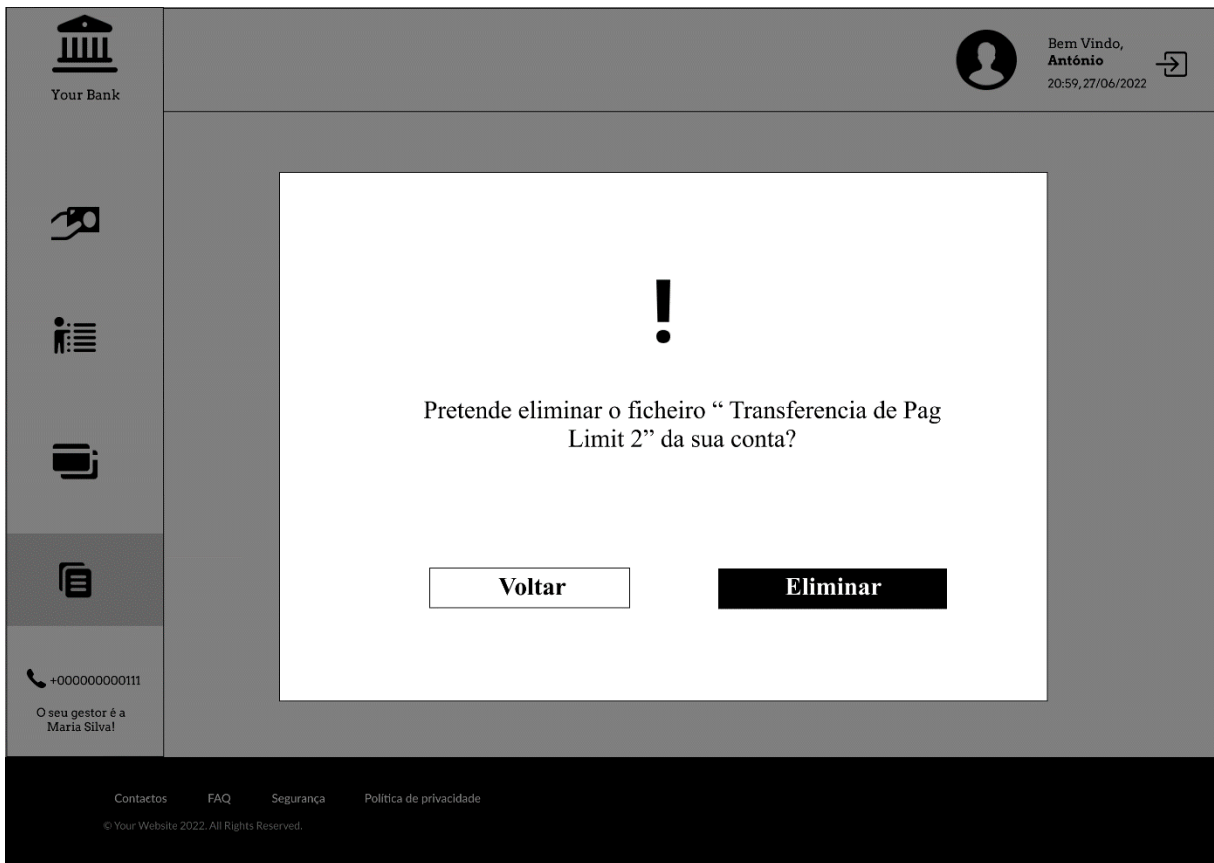 Your Bank
Bem Vindo,
António
20:59,27/06/2022
!
Pretende eliminar o ficheiro “ Transferencia de Pag
Limit 2” da sua conta?
Voltar
Eliminar
+000000000111
O seu gestor é a
Maria Silva!
Contactos FAQ Segurança Política de privacidade
© Your Website 2022. All Rights Reserved.